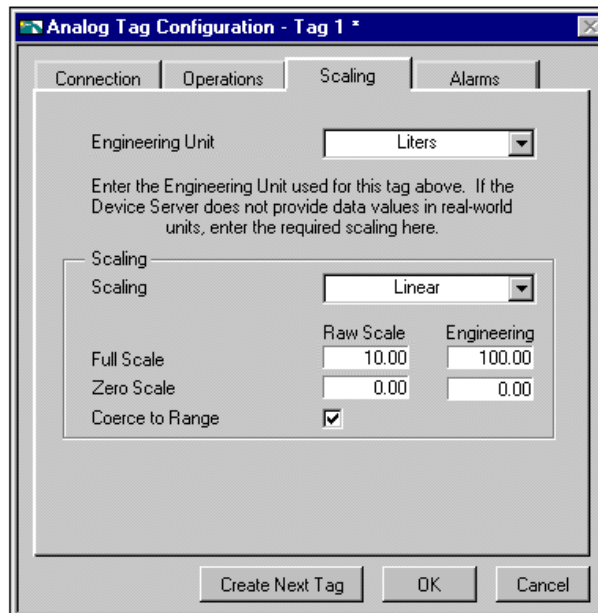 Analog Tag Configuration - Tag 1 *
Connection Operations Scaling Alarms
Engineering Unit Liters
Enter the Engineering Unit used for this tag above. If the
Device Server does not provide data values in real-world
units, enter the required scaling here.
Scaling
Scaling Linear
Raw Scale Engineering
Full Scale 10.00 100.00
Zero Scale 0.00 0.00
Coerce to Range
Create Next Tag OK Cancel